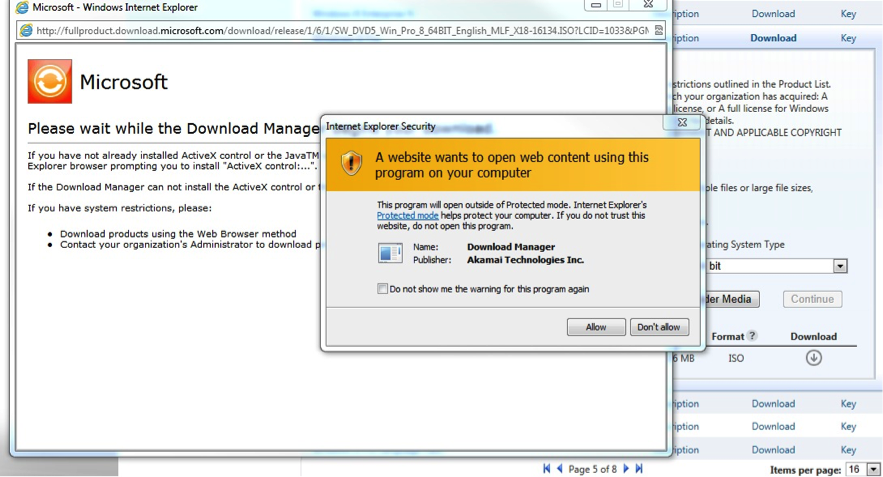 Microsoft - Windows Internet Explorer
http://fullproduct.download.microsoft.com/download/release/1/6/1/SW_DVD5_Win_Pro_8_64BIT_English_MLF_X18-16134.ISO?LCID=1033&PGM
Microsoft
Please wait while the Download Manage
If you have not already installed ActiveX control or the JavaTM
Explorer browser prompting you to install "ActiveX control:...".
If the Download Manager can not install the ActiveX control or t
If you have system restrictions, please:
Download products using the Web Browser method
Contact your organization's Administrator to download p
Internet Explorer Security
A website wants to open web content using this
program on your computer
This program will open outside of Protected mode. Internet Explorer's
Protected mode helps protect your computer. If you do not trust this
website, do not open this program.
Name: Download Manager
Publisher: Akamai Technologies Inc.
Do not show me the warning for this program again
Allow Don't allow
ription Download Key
ription Download Key
strictions outlined in the Product List.
ch your organization has acquired: A
license, or A full license for Windows
details.
T AND APPLICABLE COPYRIGHT
ple files or large file sizes,
ating System Type
bit
der Media Continue
Format ? Download
6 MB ISO
ription Download Key
ription Download Key
ription Download Key
Page 5 of 8
Items per page: 16